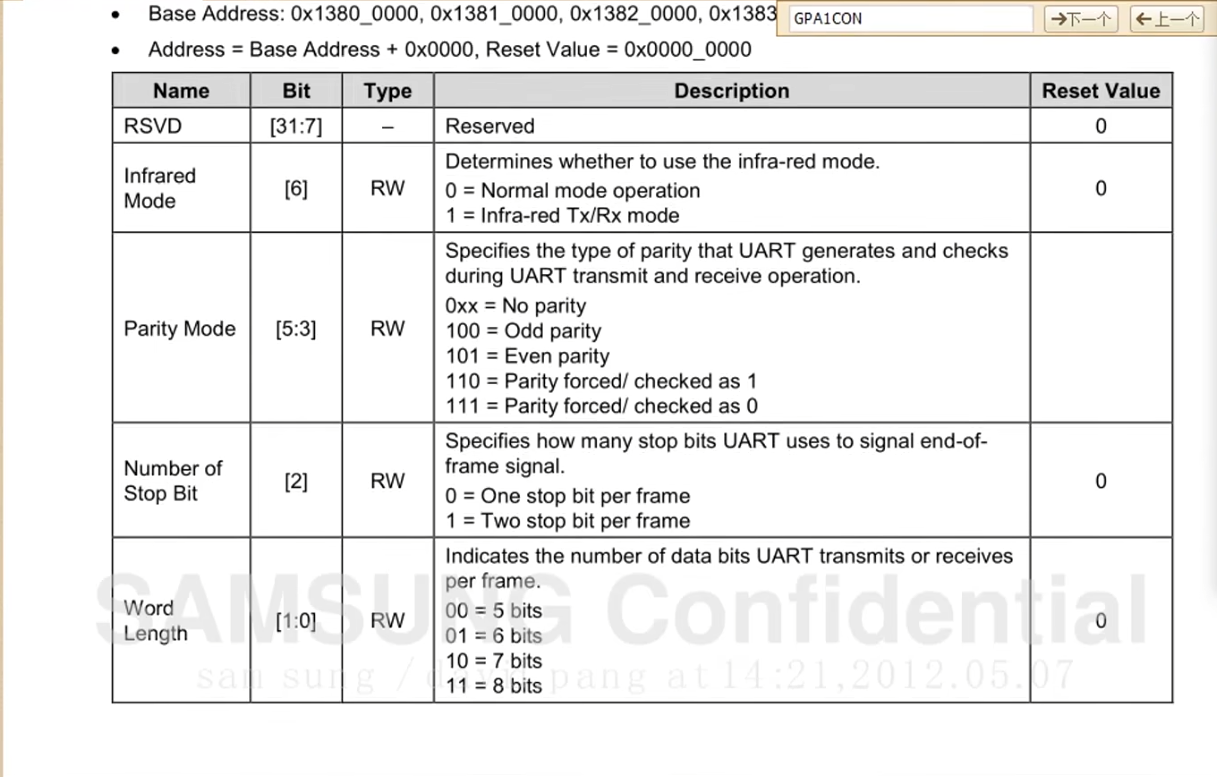 Base Address: 0x1380_0000, 0x1381_0000, 0x1382_0000, 0x1383
GPA1CON
下一个
上一个
Address = Base Address + 0x0000, Reset Value = 0x0000_0000
Name Bit Type Description Reset Value
RSVD [31:7] – Reserved 0
Infrared Mode [6] RW Determines whether to use the infra-red mode. 0
0 = Normal mode operation
1 = Infra-red Tx/Rx mode
Parity Mode [5:3] RW Specifies the type of parity that UART generates and checks
during UART transmit and receive operation.
0xx = No parity
100 = Odd parity
101 = Even parity
110 = Parity forced/ checked as 1
111 = Parity forced/ checked as 0
Number of Stop Bit [2] RW Specifies how many stop bits UART uses to signal end-of- 0
frame signal.
0 = One stop bit per frame
1 = Two stop bit per frame
Word Length [1:0] RW Indicates the number of data bits UART transmits or receives 0
per frame.
00 = 5 bits
01 = 6 bits
10 = 7 bits
11 = 8 bits
SAMSUNG Confidential
sam sung / david pang at 14:21,2012.05.07